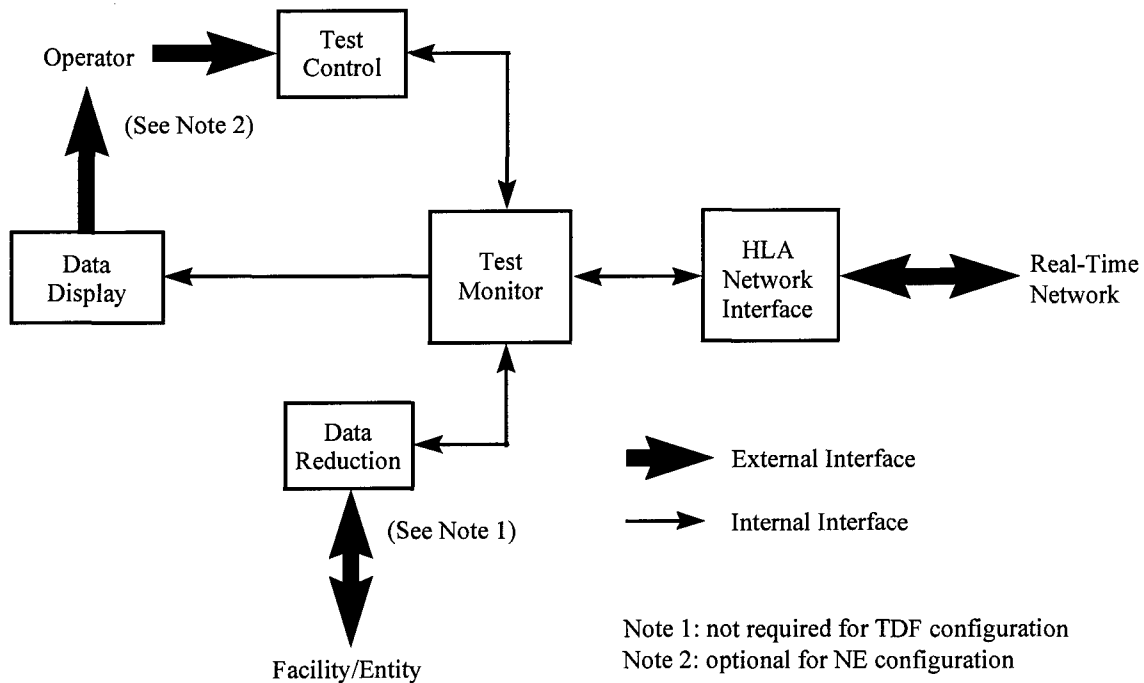 Operator
Test
Control
(See Note 2)
Data
Display
Test
Monitor
HLA
Network
Interface
Real-Time
Network
Data
Reduction
(See Note 1)
Facility/Entity
External Interface
Internal Interface
Note 1: not required for TDF configuration
Note 2: optional for NE configuration